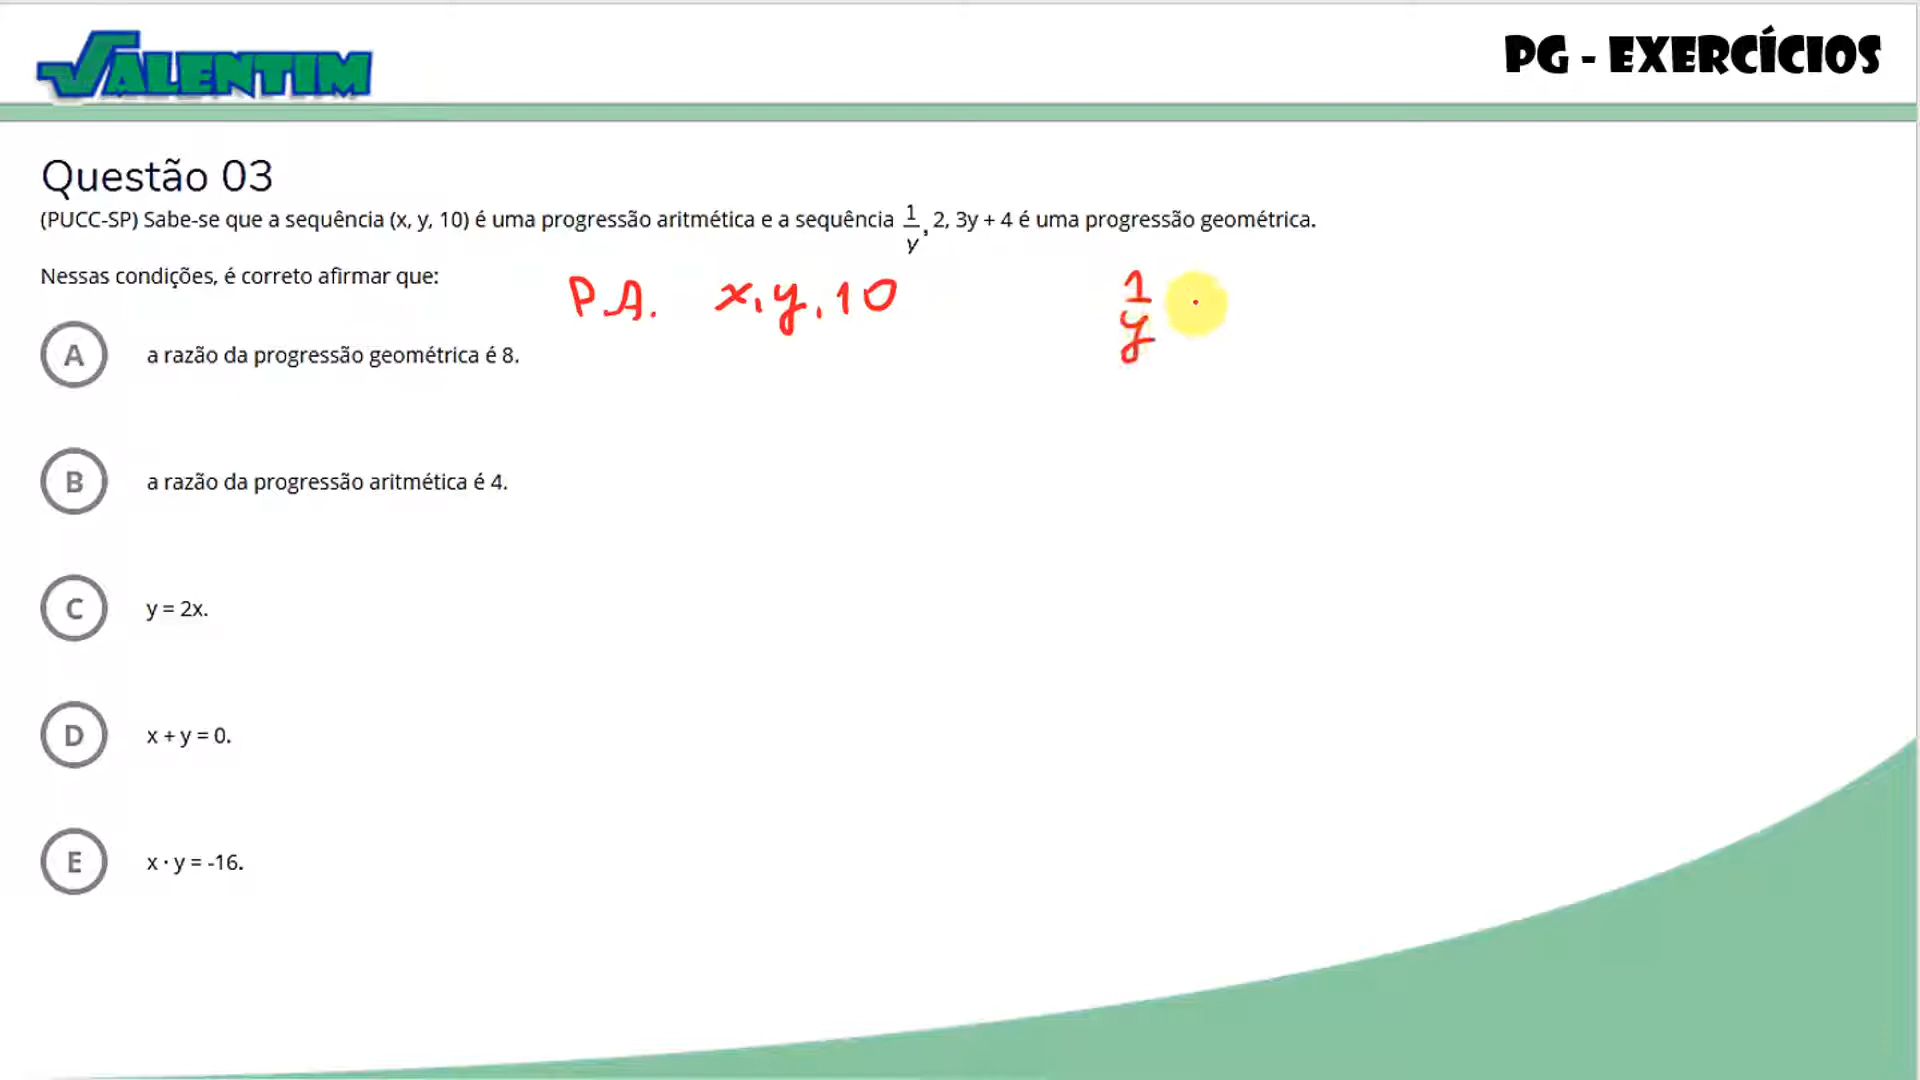 VALENTIM
PG - EXERCÍCIOS
Questão 03
(PUCC-SP) Sabe-se que a sequência (x, y, 10) é uma progressão aritmética e a sequência 1/y, 2, 3y + 4 é uma progressão geométrica.
Nessas condições, é correto afirmar que:
P.A. x, y, 10
1/y
A a razão da progressão geométrica é 8.
B a razão da progressão aritmética é 4.
C y = 2x.
D x + y = 0.
E x · y = -16.